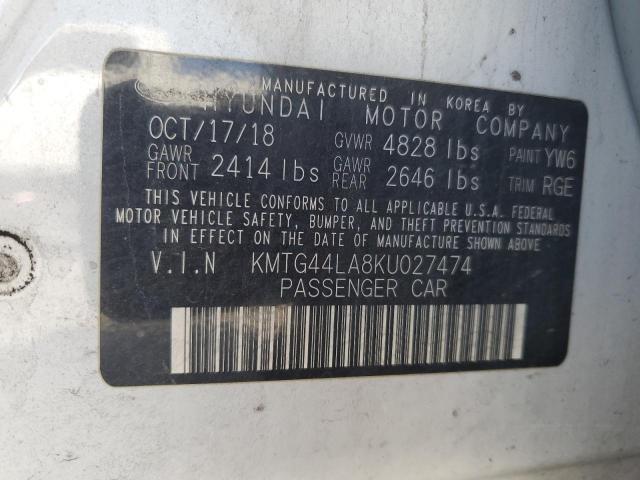 MANUFACTURED IN KOREA BY
HYUNDAI MOTOR COMPANY
OCT/17/18 GVWR 4828 lbs PAINT YW6
GAWR FRONT 2414 lbs GAWR REAR 2646 lbs TRIM RGE
THIS VEHICLE CONFORMS TO ALL APPLICABLE U.S.A. FEDERAL
MOTOR VEHICLE SAFETY, BUMPER, AND THEFT PREVENTION STANDARDS
IN EFFECT ON THE DATE OF MANUFACTURE SHOWN ABOVE.
V.I.N KMTG44LA8KU027474
PASSENGER CAR